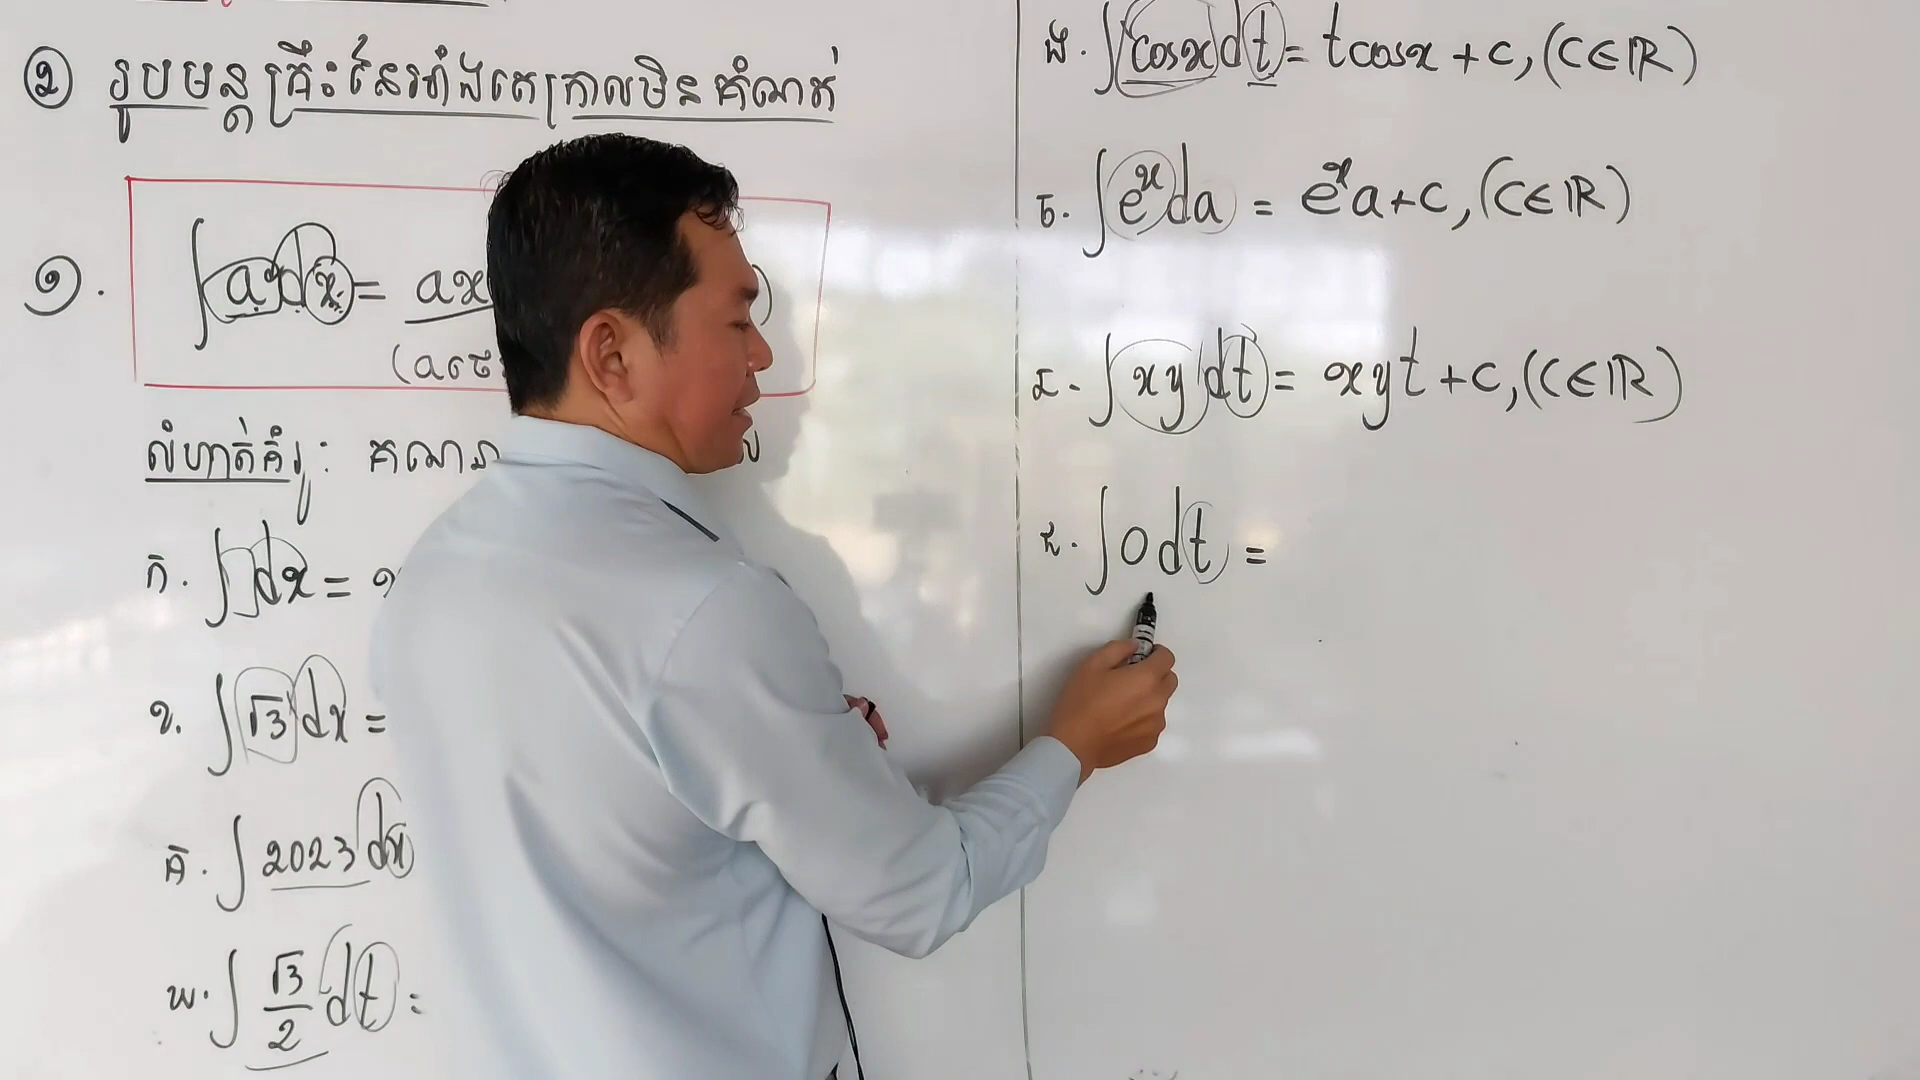 ② រូបមន្តគ្រឹះនៃអាំងតេក្រាលមិនកំណត់
១. ∫a dx = ax )
(aថេរ
លំហាត់គំរូ: គណនា
ក. ∫dx =
ខ. ∫√3 dx =
គ. ∫2023 dx
ឃ. ∫√3/2 dt =
ង. ∫cosx dt = tcosx + c, (c∈ℝ)
ច. ∫eˣ da = eˣa + c, (c∈ℝ)
ឆ. ∫xy dt = xyt + c, (c∈ℝ)
ជ. ∫0 dt =